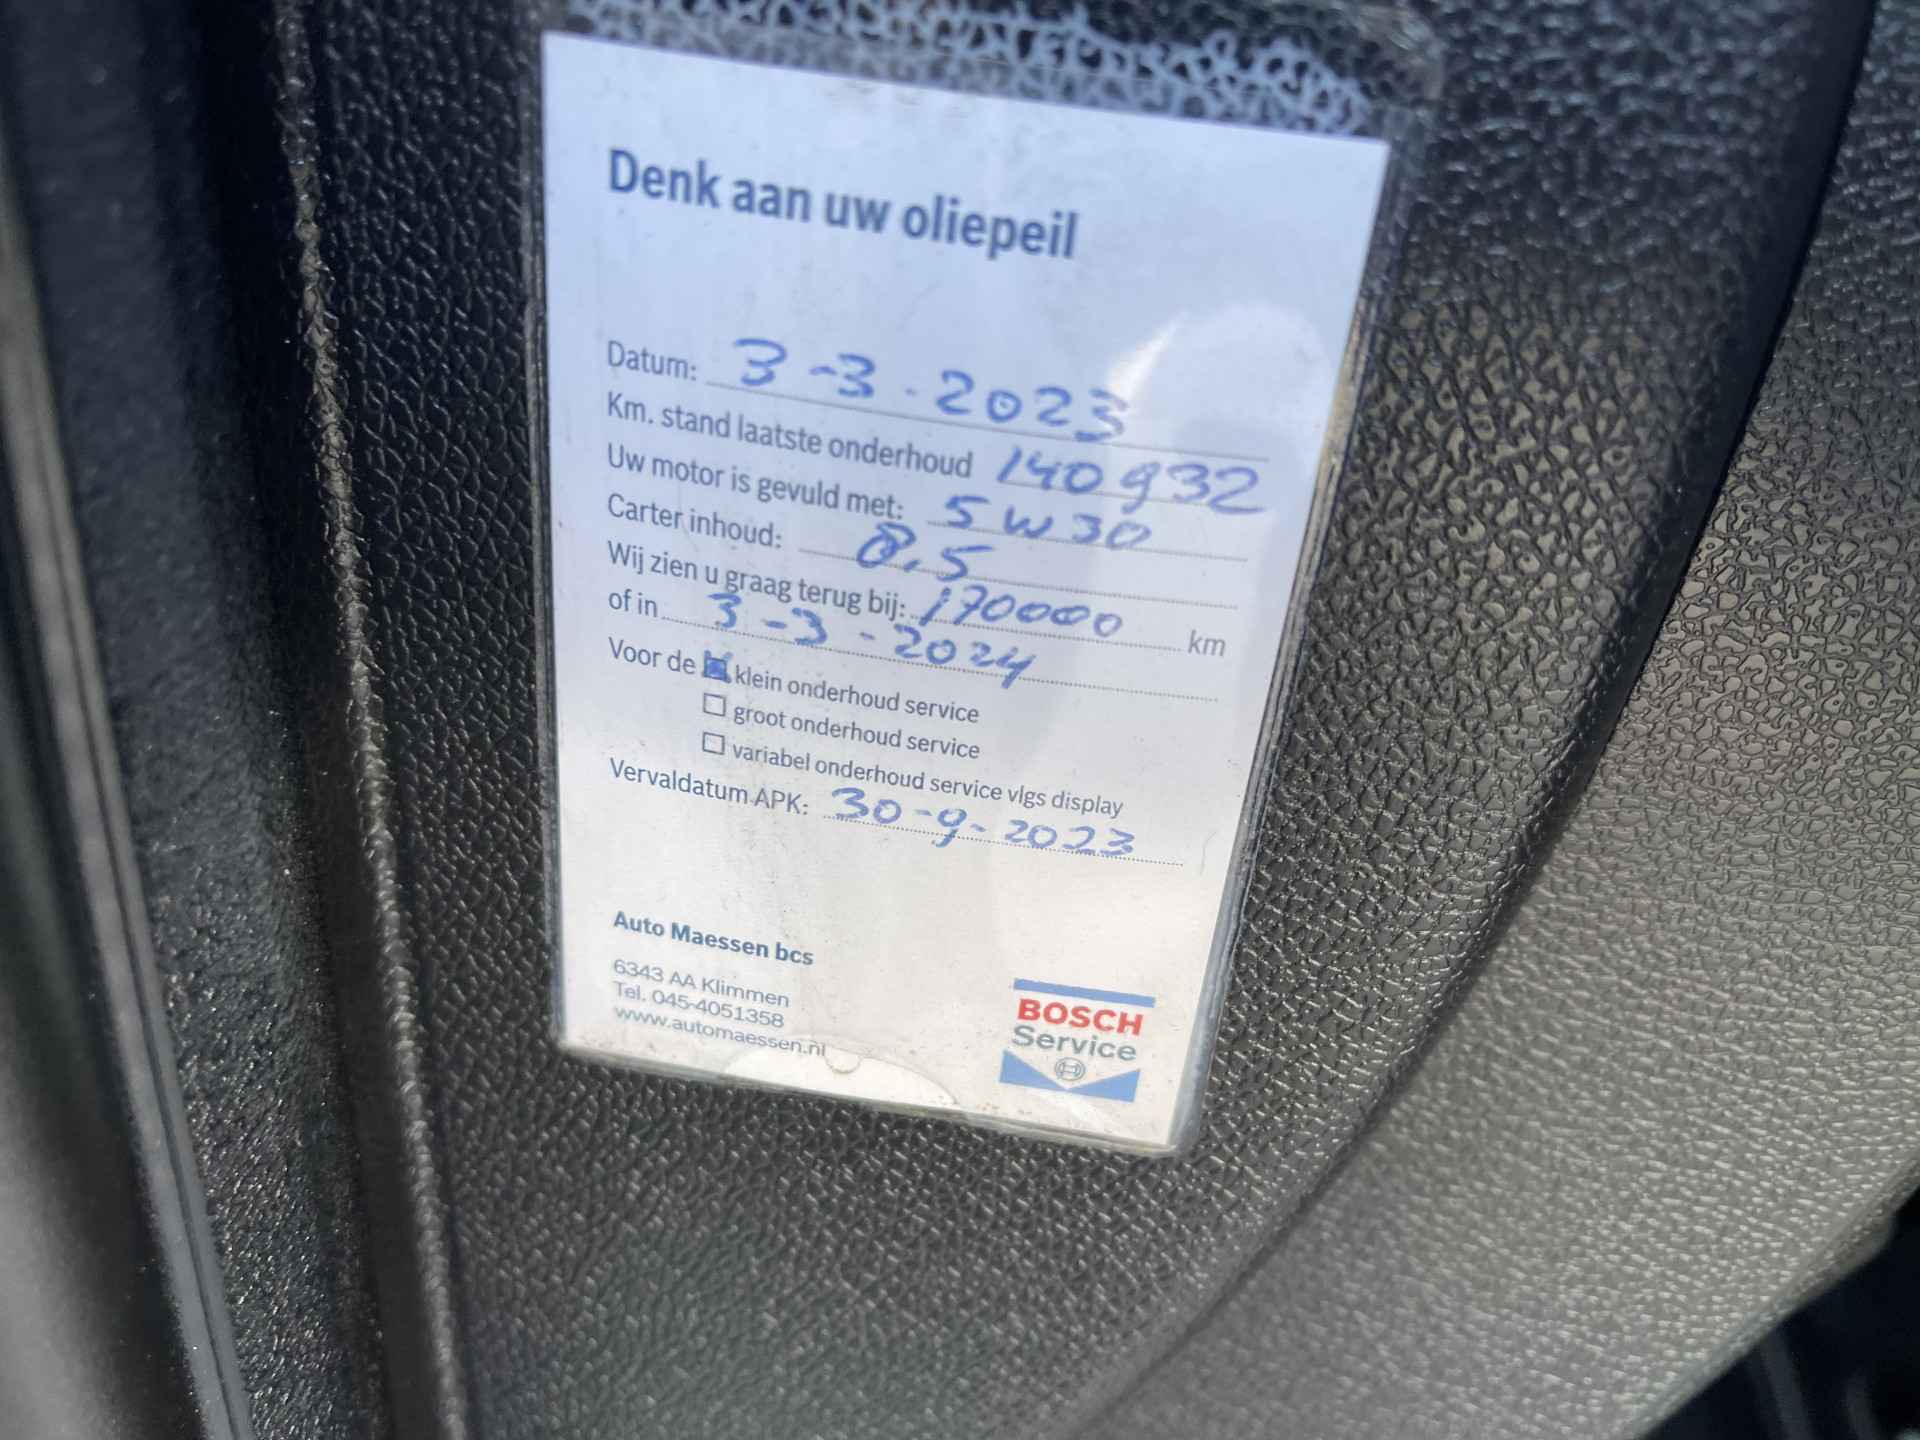 Denk aan uw oliepeil
Datum: 3-3-2023
Km. stand laatste onderhoud 140932
Uw motor is gevuld met: 5W30
Carter inhoud: 8.5
Wij zien u graag terug bij: 170000 km
of in 3-3-2024
Voor de klein onderhoud service
groot onderhoud service
variabel onderhoud service vlgs display
Vervaldatum APK: 30-9-2023
Auto Maessen bcs
6343 AA Klimmen
Tel. 045-4051358
www.automaessen.nl
BOSCH
Service